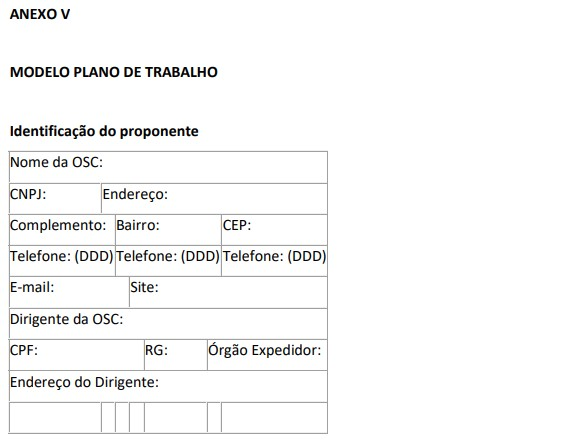 ANEXO V
MODELO PLANO DE TRABALHO
Identificação do proponente
Nome da OSC:
CNPJ: Endereço:
Complemento: Bairro: CEP:
Telefone: (DDD) Telefone: (DDD) Telefone: (DDD)
E-mail: Site:
Dirigente da OSC:
CPF: RG: Órgão Expedidor:
Endereço do Dirigente: